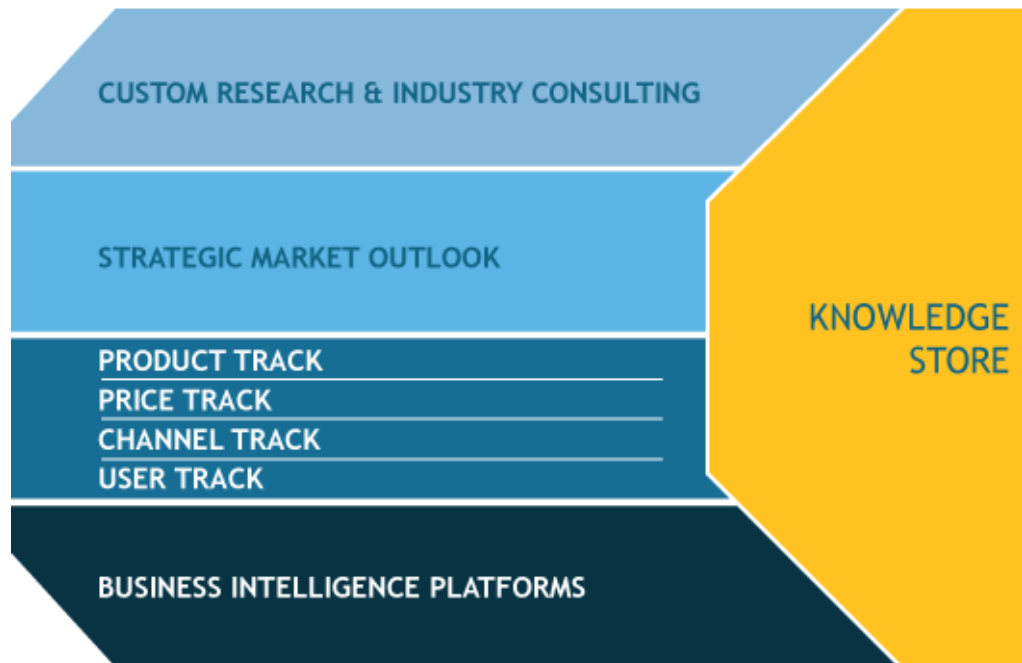 CUSTOM RESEARCH & INDUSTRY CONSULTING
STRATEGIC MARKET OUTLOOK
PRODUCT TRACK
PRICE TRACK
CHANNEL TRACK
USER TRACK
BUSINESS INTELLIGENCE PLATFORMS
KNOWLEDGE
STORE